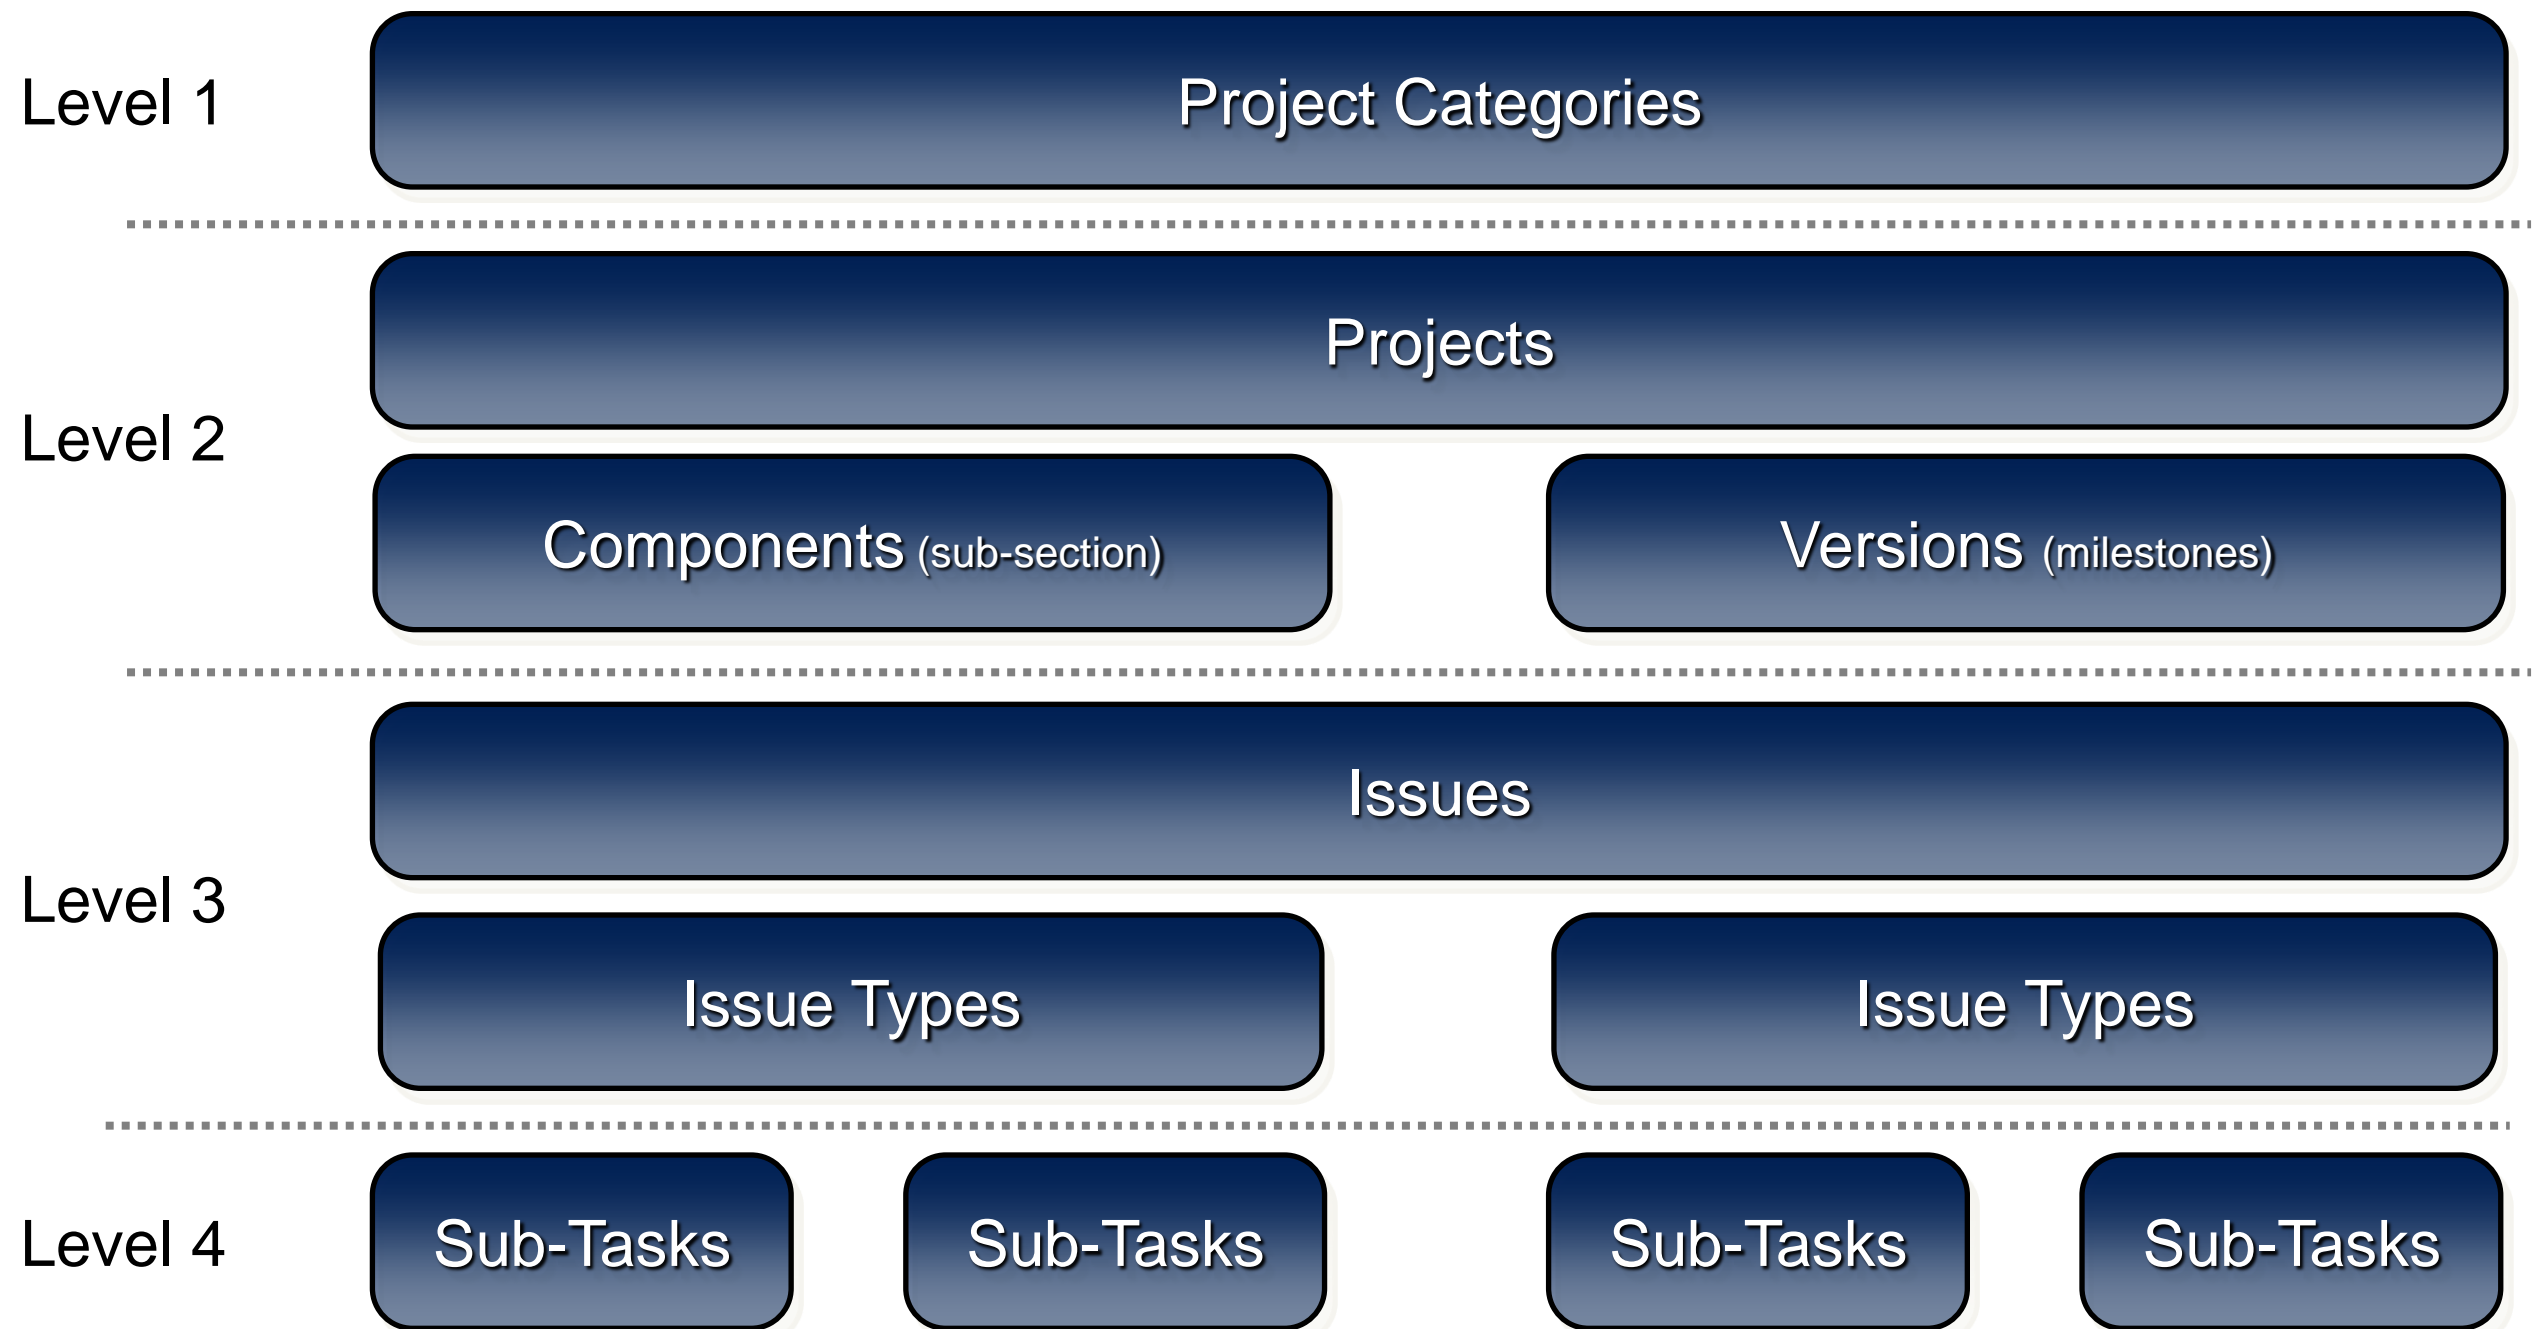 Level 1
Project Categories
Level 2
Projects
Components (sub-section)
Versions (milestones)
Level 3
Issues
Issue Types
Issue Types
Level 4
Sub-Tasks
Sub-Tasks
Sub-Tasks
Sub-Tasks